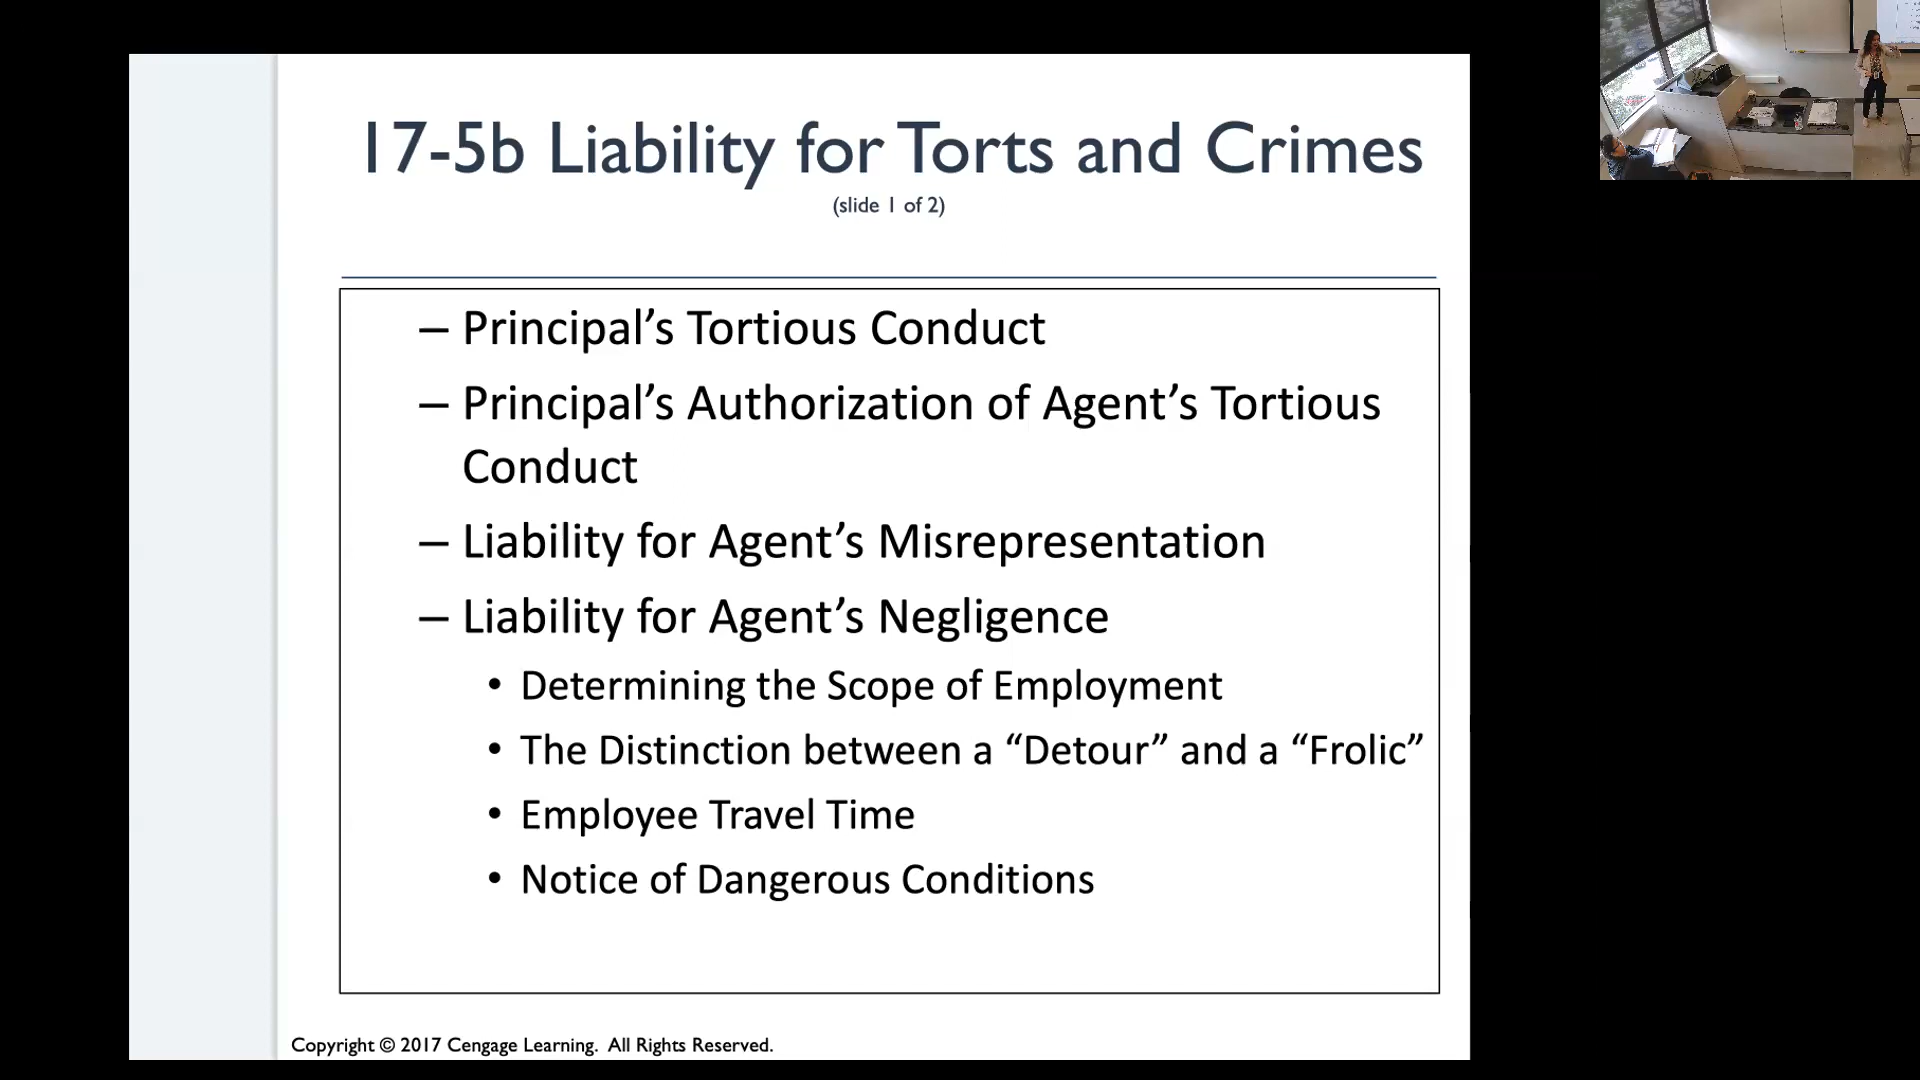 17-5b Liability for Torts and Crimes
(slide 1 of 2)
– Principal’s Tortious Conduct
– Principal’s Authorization of Agent’s Tortious
Conduct
– Liability for Agent’s Misrepresentation
– Liability for Agent’s Negligence
• Determining the Scope of Employment
• The Distinction between a “Detour” and a “Frolic”
• Employee Travel Time
• Notice of Dangerous Conditions
Copyright © 2017 Cengage Learning. All Rights Reserved.